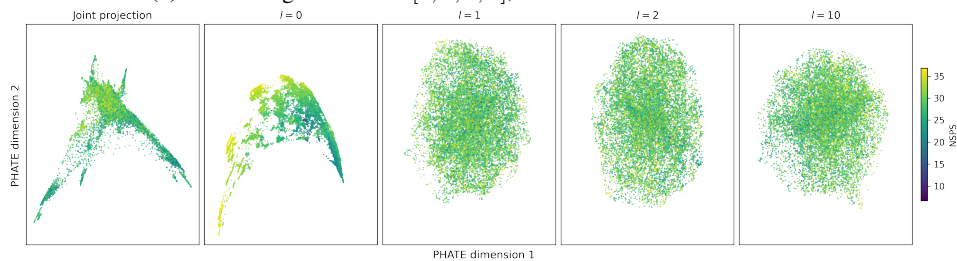 Joint projection
l = 0
l = 1
l = 2
l = 10
PHATE dimension 2
PHATE dimension 1
35
30
25
20
15
10
NSPS